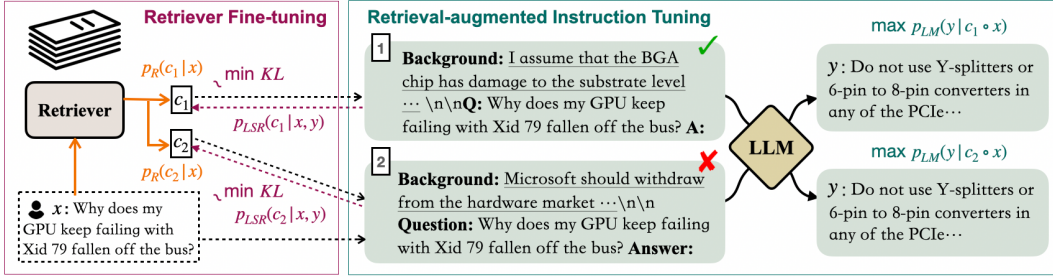 Retriever Fine-tuning
p_R(c_1|x)
min KL
Retriever
c_1
p_LSR(c_1|x, y)
c_2
p_R(c_2|x)
min KL
p_LSR(c_2|x, y)
x: Why does my
GPU keep failing with
Xid 79 fallen off the bus?
Retrieval-augmented Instruction Tuning
1
Background: I assume that the BGA
chip has damage to the substrate level
⋯ \n\nQ: Why does my GPU keep
failing with Xid 79 fallen off the bus? A:
2
Background: Microsoft should withdraw
from the hardware market ⋯\n\n
Question: Why does my GPU keep failing
with Xid 79 fallen off the bus? Answer:
LLM
max p_LM(y|c_1 ∘ x)
y: Do not use Y-splitters or
6-pin to 8-pin converters in
any of the PCIe⋯
max p_LM(y|c_2 ∘ x)
y: Do not use Y-splitters or
6-pin to 8-pin converters in
any of the PCIe⋯